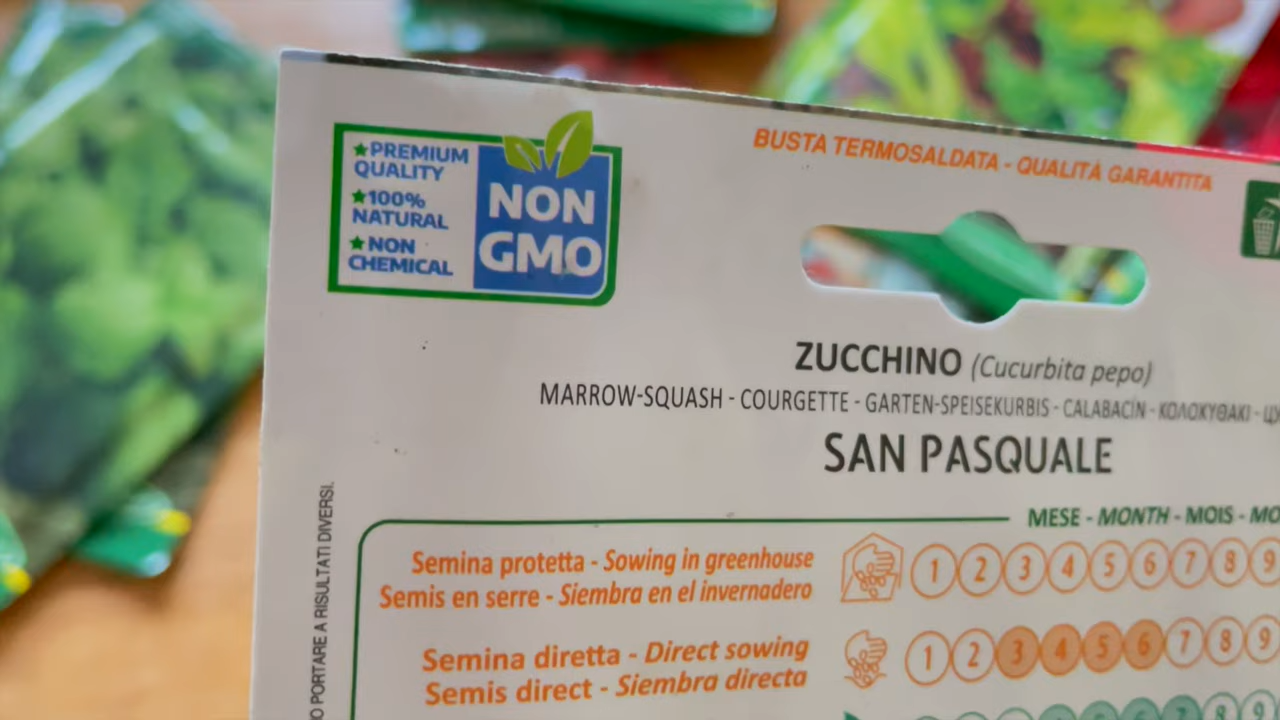 ★PREMIUM
QUALITY
★100%
NATURAL
★NON
CHEMICAL
NON
GMO
BUSTA TERMOSALDATA - QUALITÀ GARANTITA
ZUCCHINO (Cucurbita pepo)
MARROW-SQUASH - COURGETTE - GARTEN-SPEISEKURBIS - CALABACÍN - ΚΟΛΟΚΥΘΑΚΙ -
SAN PASQUALE
MESE - MONTH - MOIS -
Semina protetta - Sowing in greenhouse
Semis en serre - Siembra en el invernadero
1 2 3 4 5 6 7 8 9
Semina diretta - Direct sowing
Semis direct - Siembra directa
1 2 3 4 5 6 7 8 9
8 9
PORTARE A RISULTATI DIVERSI.